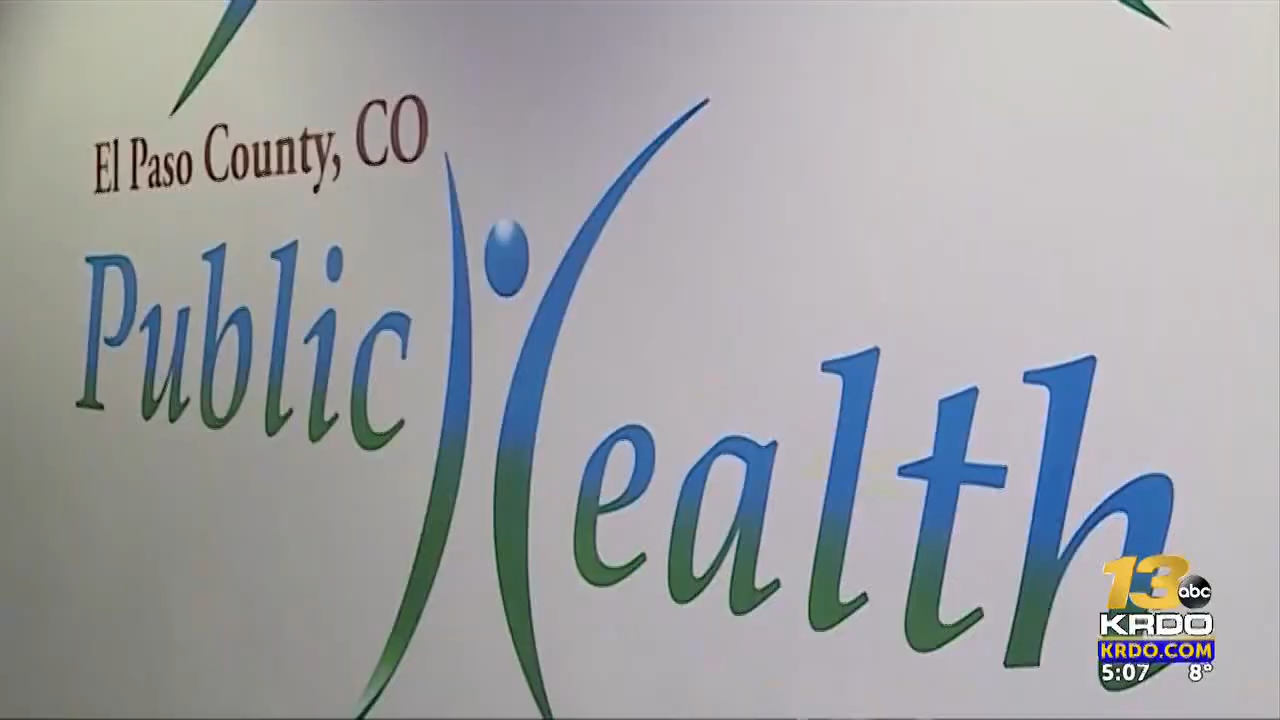 El Paso County, CO
Public Health
13 abc
KRDO
KRDO.COM
5:07 8°